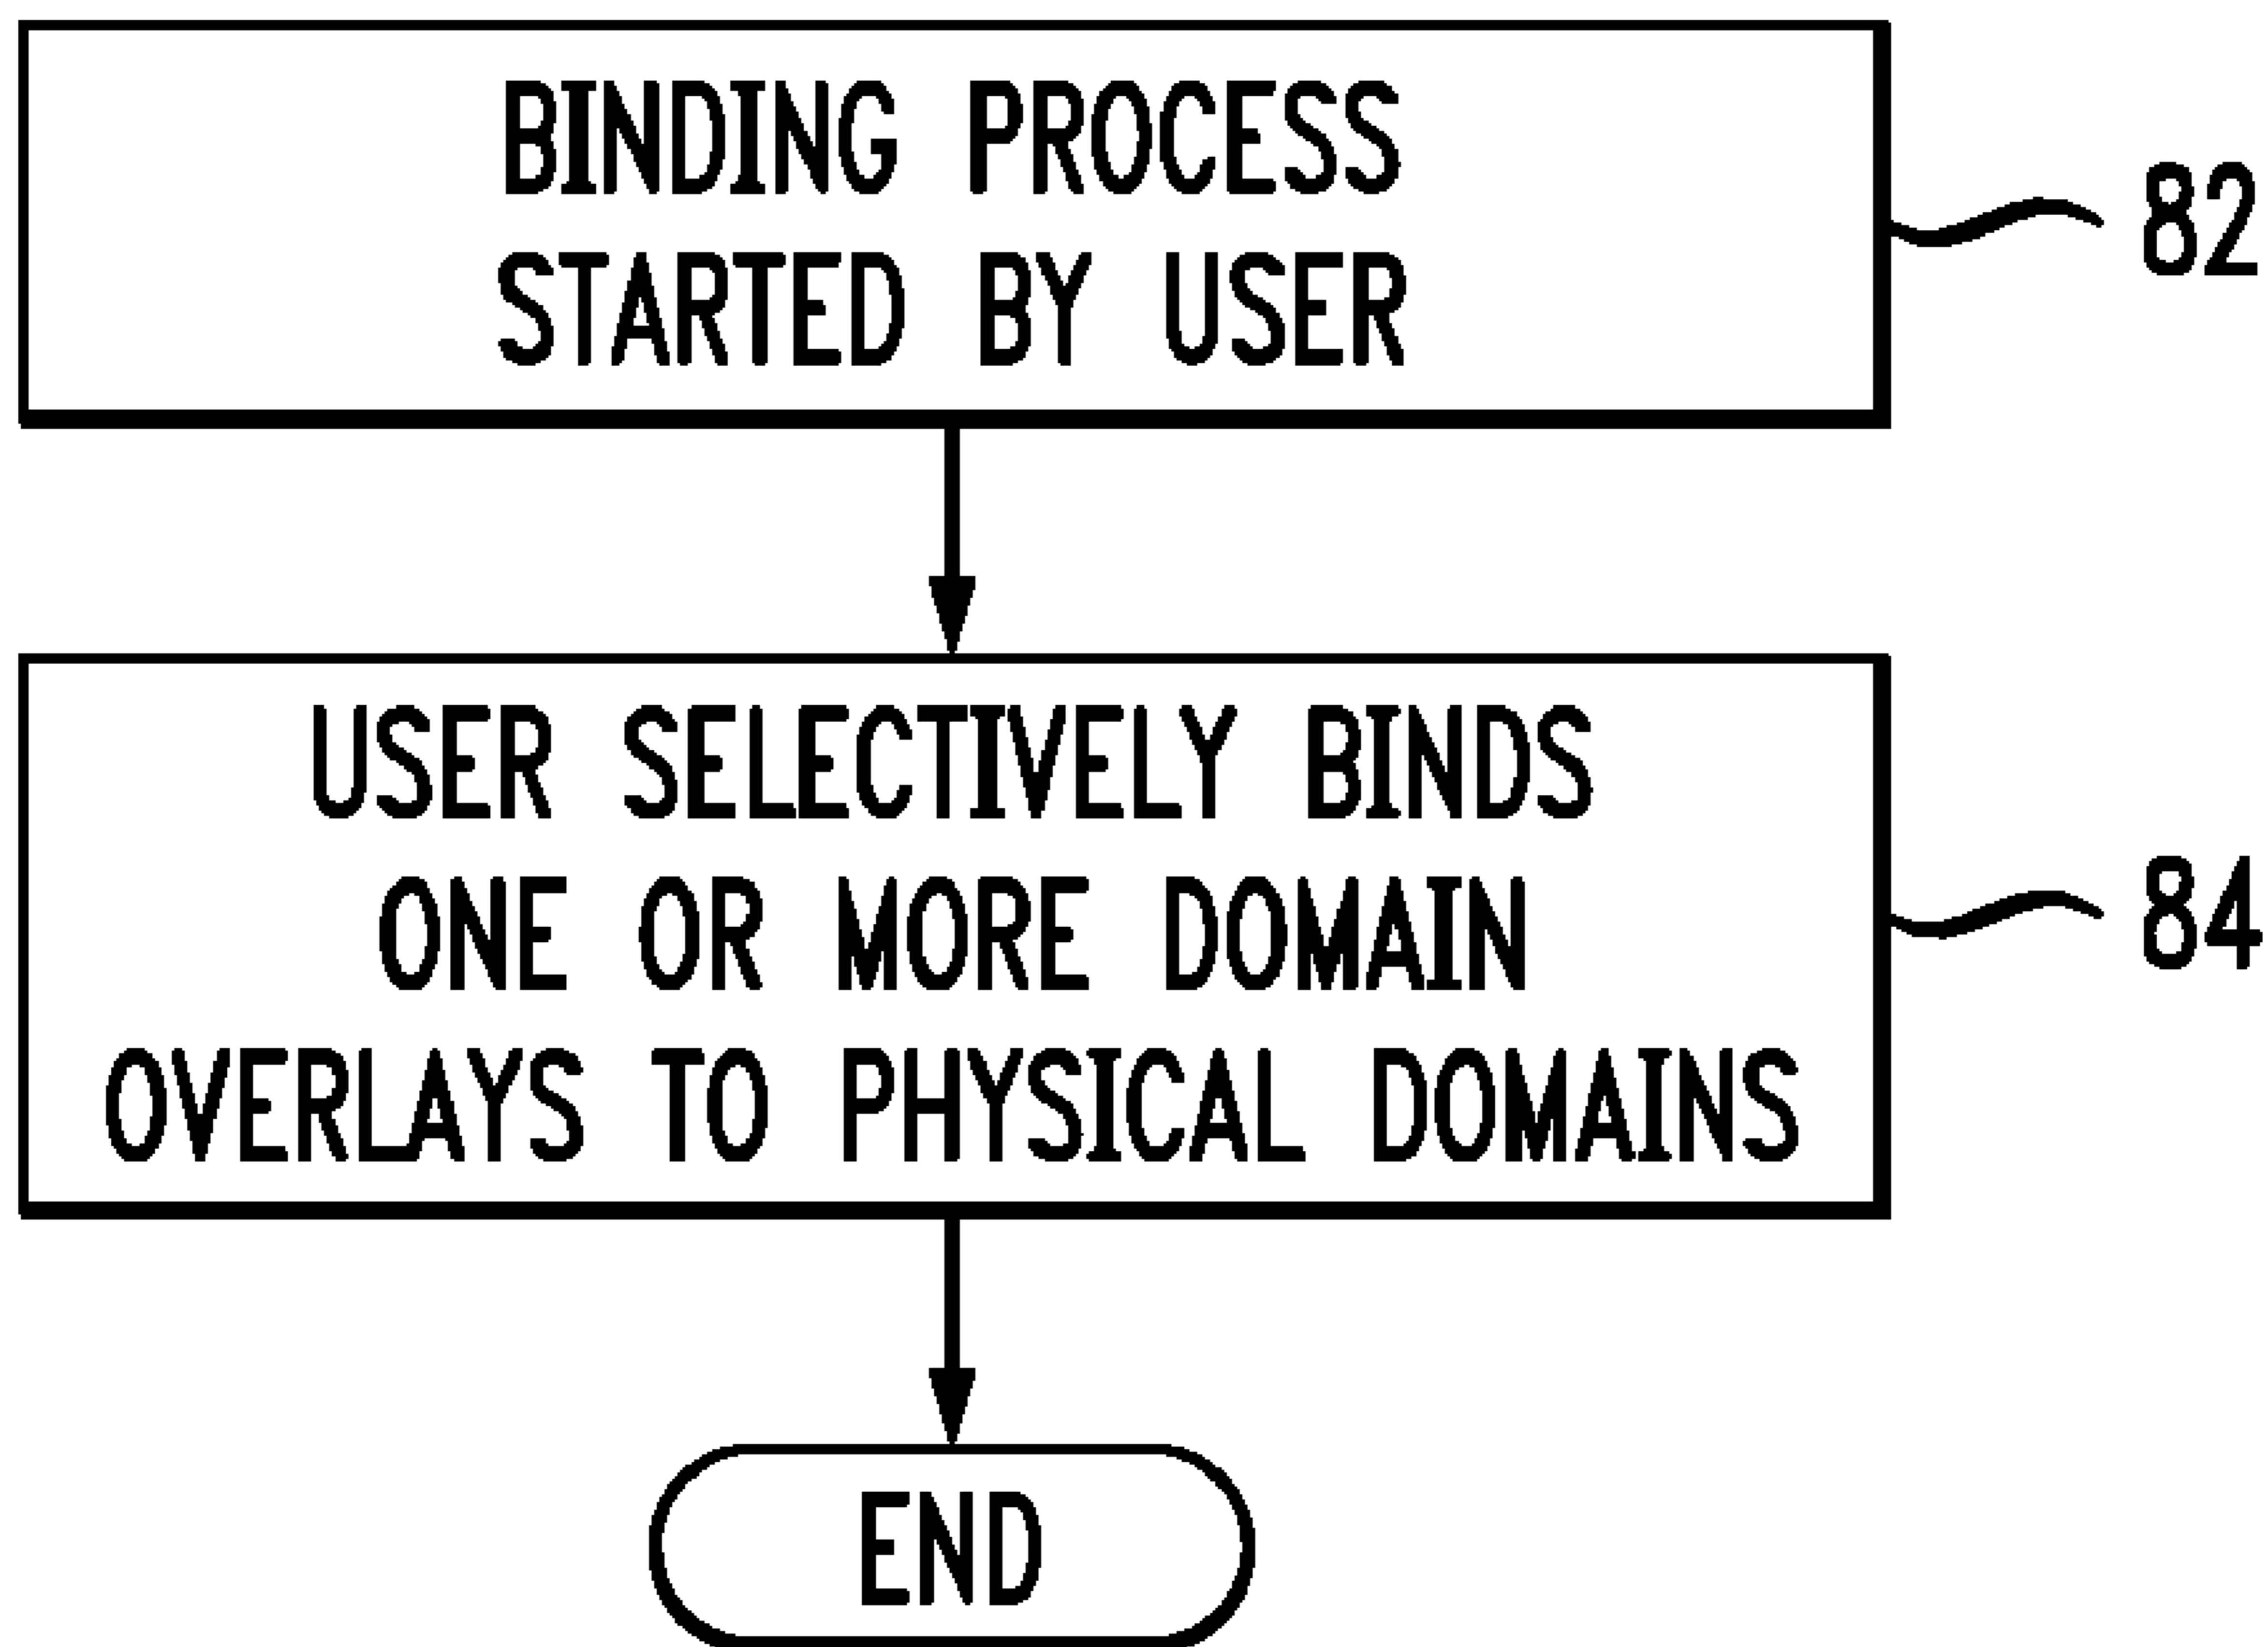 BINDING PROCESS
STARTED BY USER
82
USER SELECTIVELY BINDS
ONE OR MORE DOMAIN
OVERLAYS TO PHYSICAL DOMAINS
84
END